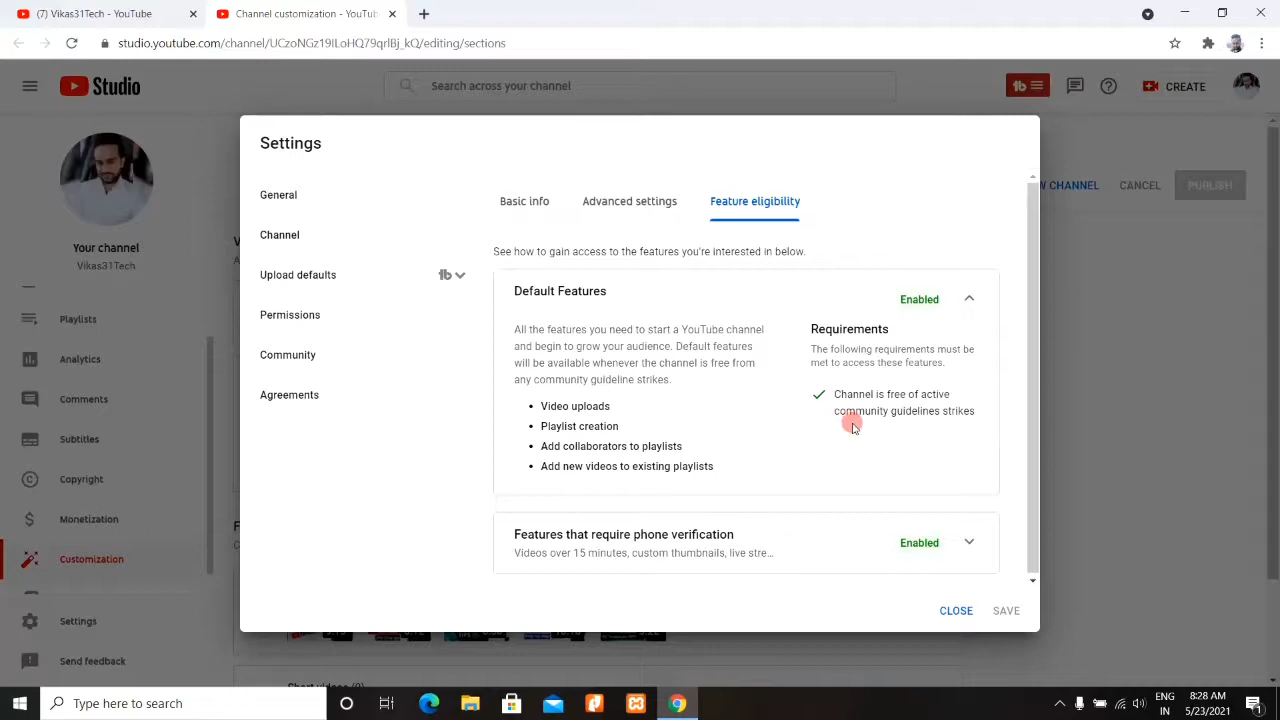 (7) Vikas31Tech - YouTube
Channel customization - YouTube
studio.youtube.com/channel/UCzoNGz19ILoHQ79qrlBj_kQ/editing/sections
Studio
Search across your channel
CREATE
Your channel
Vikas31Tech
Playlists
Analytics
Comments
Subtitles
Copyright
Monetization
Customization
Settings
Send feedback
W CHANNEL
CANCEL
PUBLISH
Settings
General
Channel
Upload defaults
Permissions
Community
Agreements
Basic info
Advanced settings
Feature eligibility
See how to gain access to the features you're interested in below.
Default Features
Enabled
All the features you need to start a YouTube channel
and begin to grow your audience. Default features
will be available whenever the channel is free from
any community guideline strikes.
• Video uploads
• Playlist creation
• Add collaborators to playlists
• Add new videos to existing playlists
Requirements
The following requirements must be
met to access these features.
Channel is free of active
community guidelines strikes
Features that require phone verification
Videos over 15 minutes, custom thumbnails, live stre...
Enabled
CLOSE
SAVE
Type here to search
ENG
IN
8:28 AM
5/23/2021